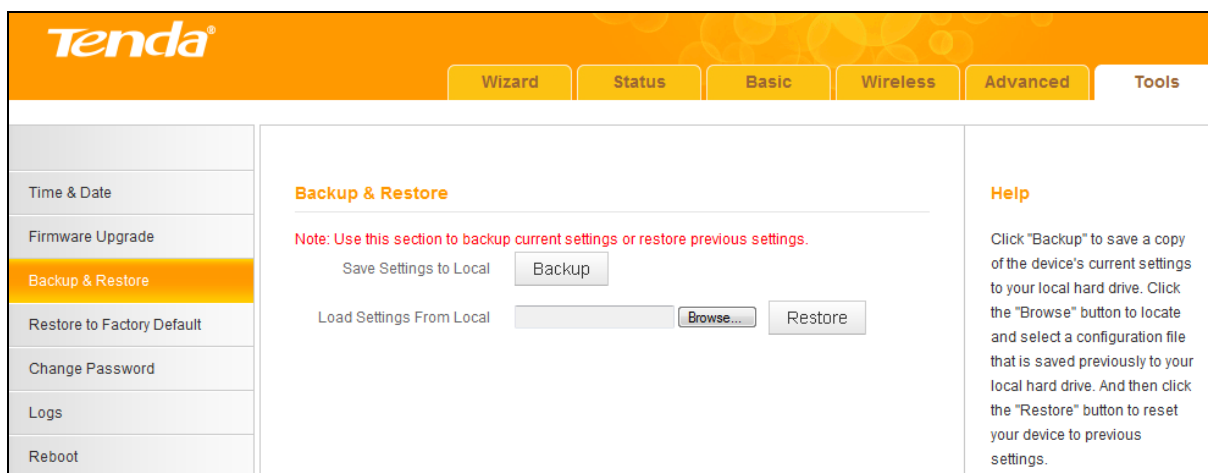 Tenda®
Wizard
Status
Basic
Wireless
Advanced
Tools
Time & Date
Firmware Upgrade
Backup & Restore
Restore to Factory Default
Change Password
Logs
Reboot
Backup & Restore
Note: Use this section to backup current settings or restore previous settings.
Save Settings to Local Backup
Load Settings From Local Browse... Restore
Help
Click "Backup" to save a copy
of the device's current settings
to your local hard drive. Click
the "Browse" button to locate
and select a configuration file
that is saved previously to your
local hard drive. And then click
the "Restore" button to reset
your device to previous
settings.